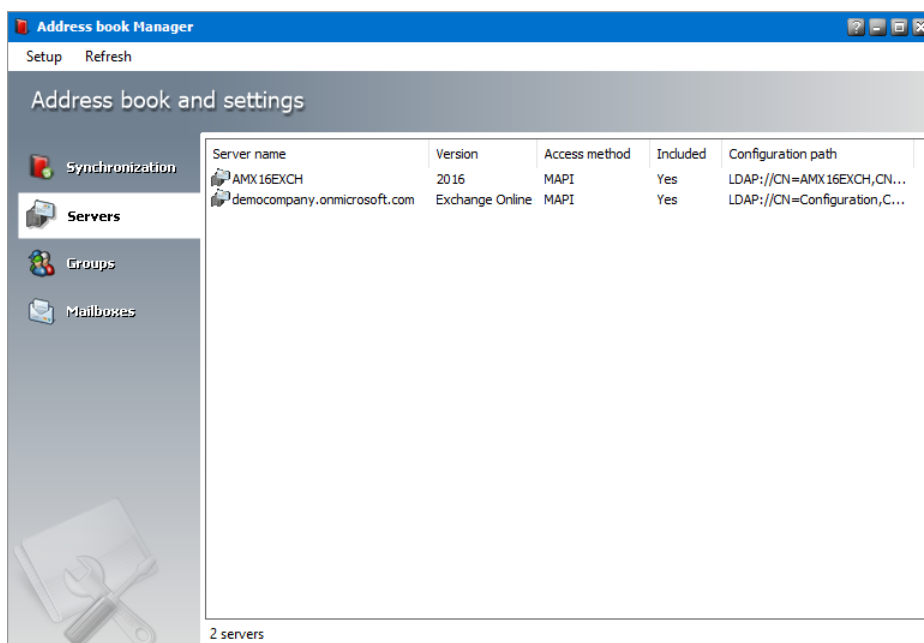 Address book Manager
Setup Refresh
Address book and settings
Synchronization
Servers
Groups
Mailboxes
Server name Version Access method Included Configuration path
AMX16EXCH 2016 MAPI Yes LDAP://CN=AMX16EXCH,CN...
democompany.onmicrosoft.com Exchange Online MAPI Yes LDAP://CN=Configuration,C...
2 servers